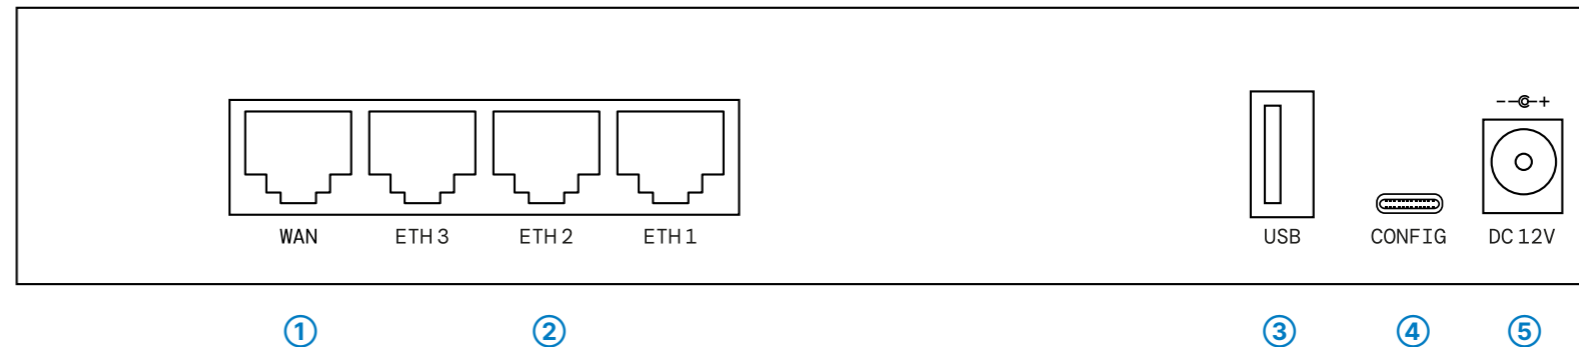 WAN ETH 3 ETH 2 ETH 1 USB CONFIG DC 12V
① ② ③ ④ ⑤